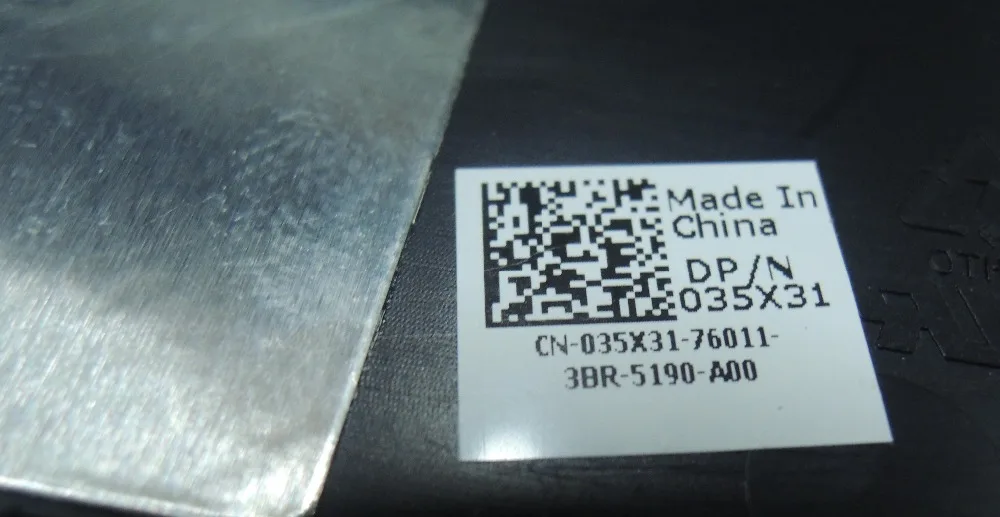 Made In
China
DP/N
035X31
CN-035X31-76011-
3BR-5190-A00